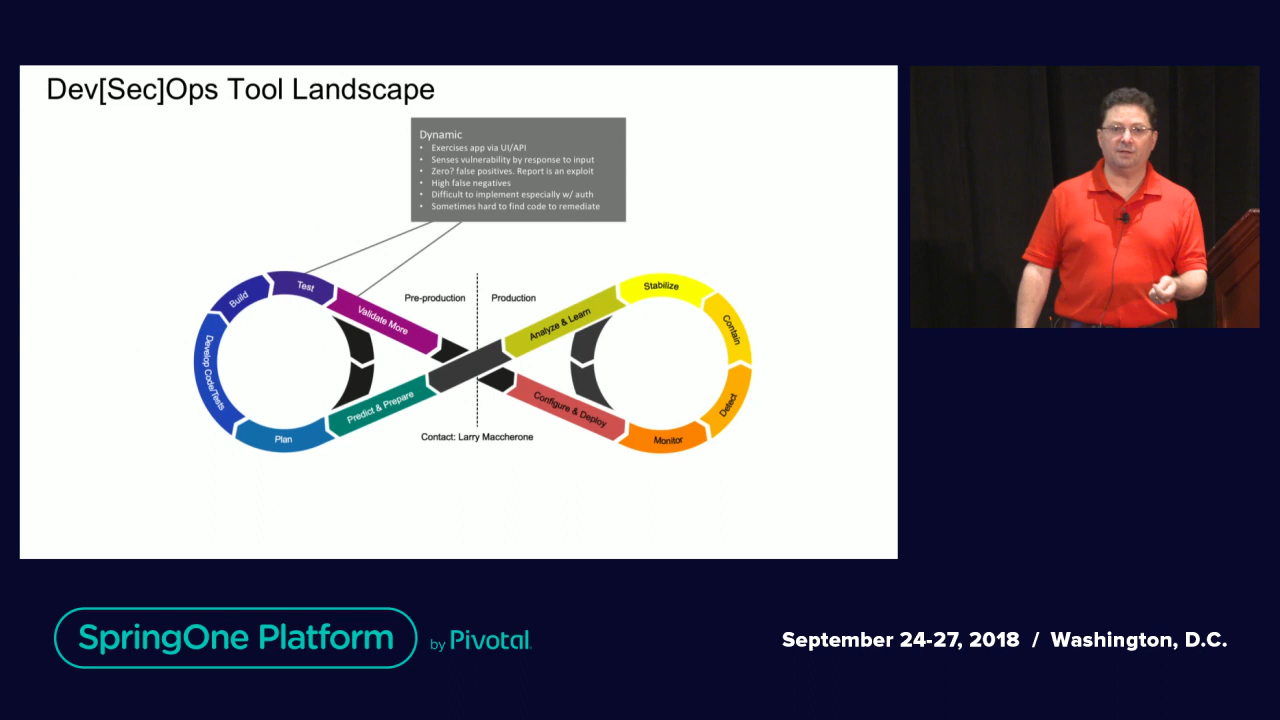 Dev[Sec]Ops Tool Landscape
Dynamic
• Exercises app via UI/API
• Senses vulnerability by response to input
• Zero? false positives. Report is an exploit
• High false negatives
• Difficult to implement especially w/ auth
• Sometimes hard to find code to remediate
Build
Test
Validate More
Pre-production
Production
Analyze & Learn
Stabilize
Contain
Develop Code/Tests
Plan
Predict & Prepare
Configure & Deploy
Monitor
Detect
Contact: Larry Maccherone
SpringOne Platform
by Pivotal.
September 24-27, 2018 / Washington, D.C.